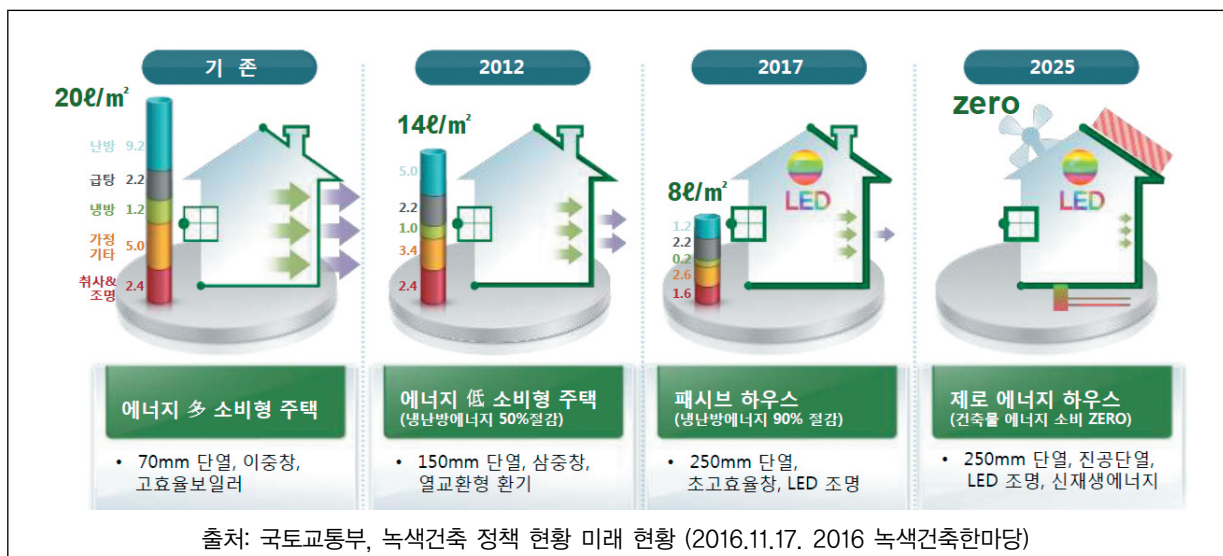 기 존
20ℓ/㎡
난방 9.2
급탕 2.2
냉방 1.2
가정
기타 5.0
취사&
조명 2.4
에너지 多 소비형 주택
• 70mm 단열, 이중창,
고효율보일러
2012
14ℓ/㎡
5.0
2.2
1.0
3.4
2.4
에너지 低 소비형 주택
(냉난방에너지 50%절감)
• 150mm 단열, 삼중창,
열교환형 환기
2017
8ℓ/㎡
LED
1.2
2.2
0.2
2.6
1.6
패시브 하우스
(냉난방에너지 90% 절감)
• 250mm 단열,
초고효율창, LED 조명
2025
zero
LED
제로 에너지 하우스
(건축물 에너지 소비 ZERO)
• 250mm 단열, 진공단열,
LED 조명, 신재생에너지
출처: 국토교통부, 녹색건축 정책 현황 미래 현황 (2016.11.17. 2016 녹색건축한마당)